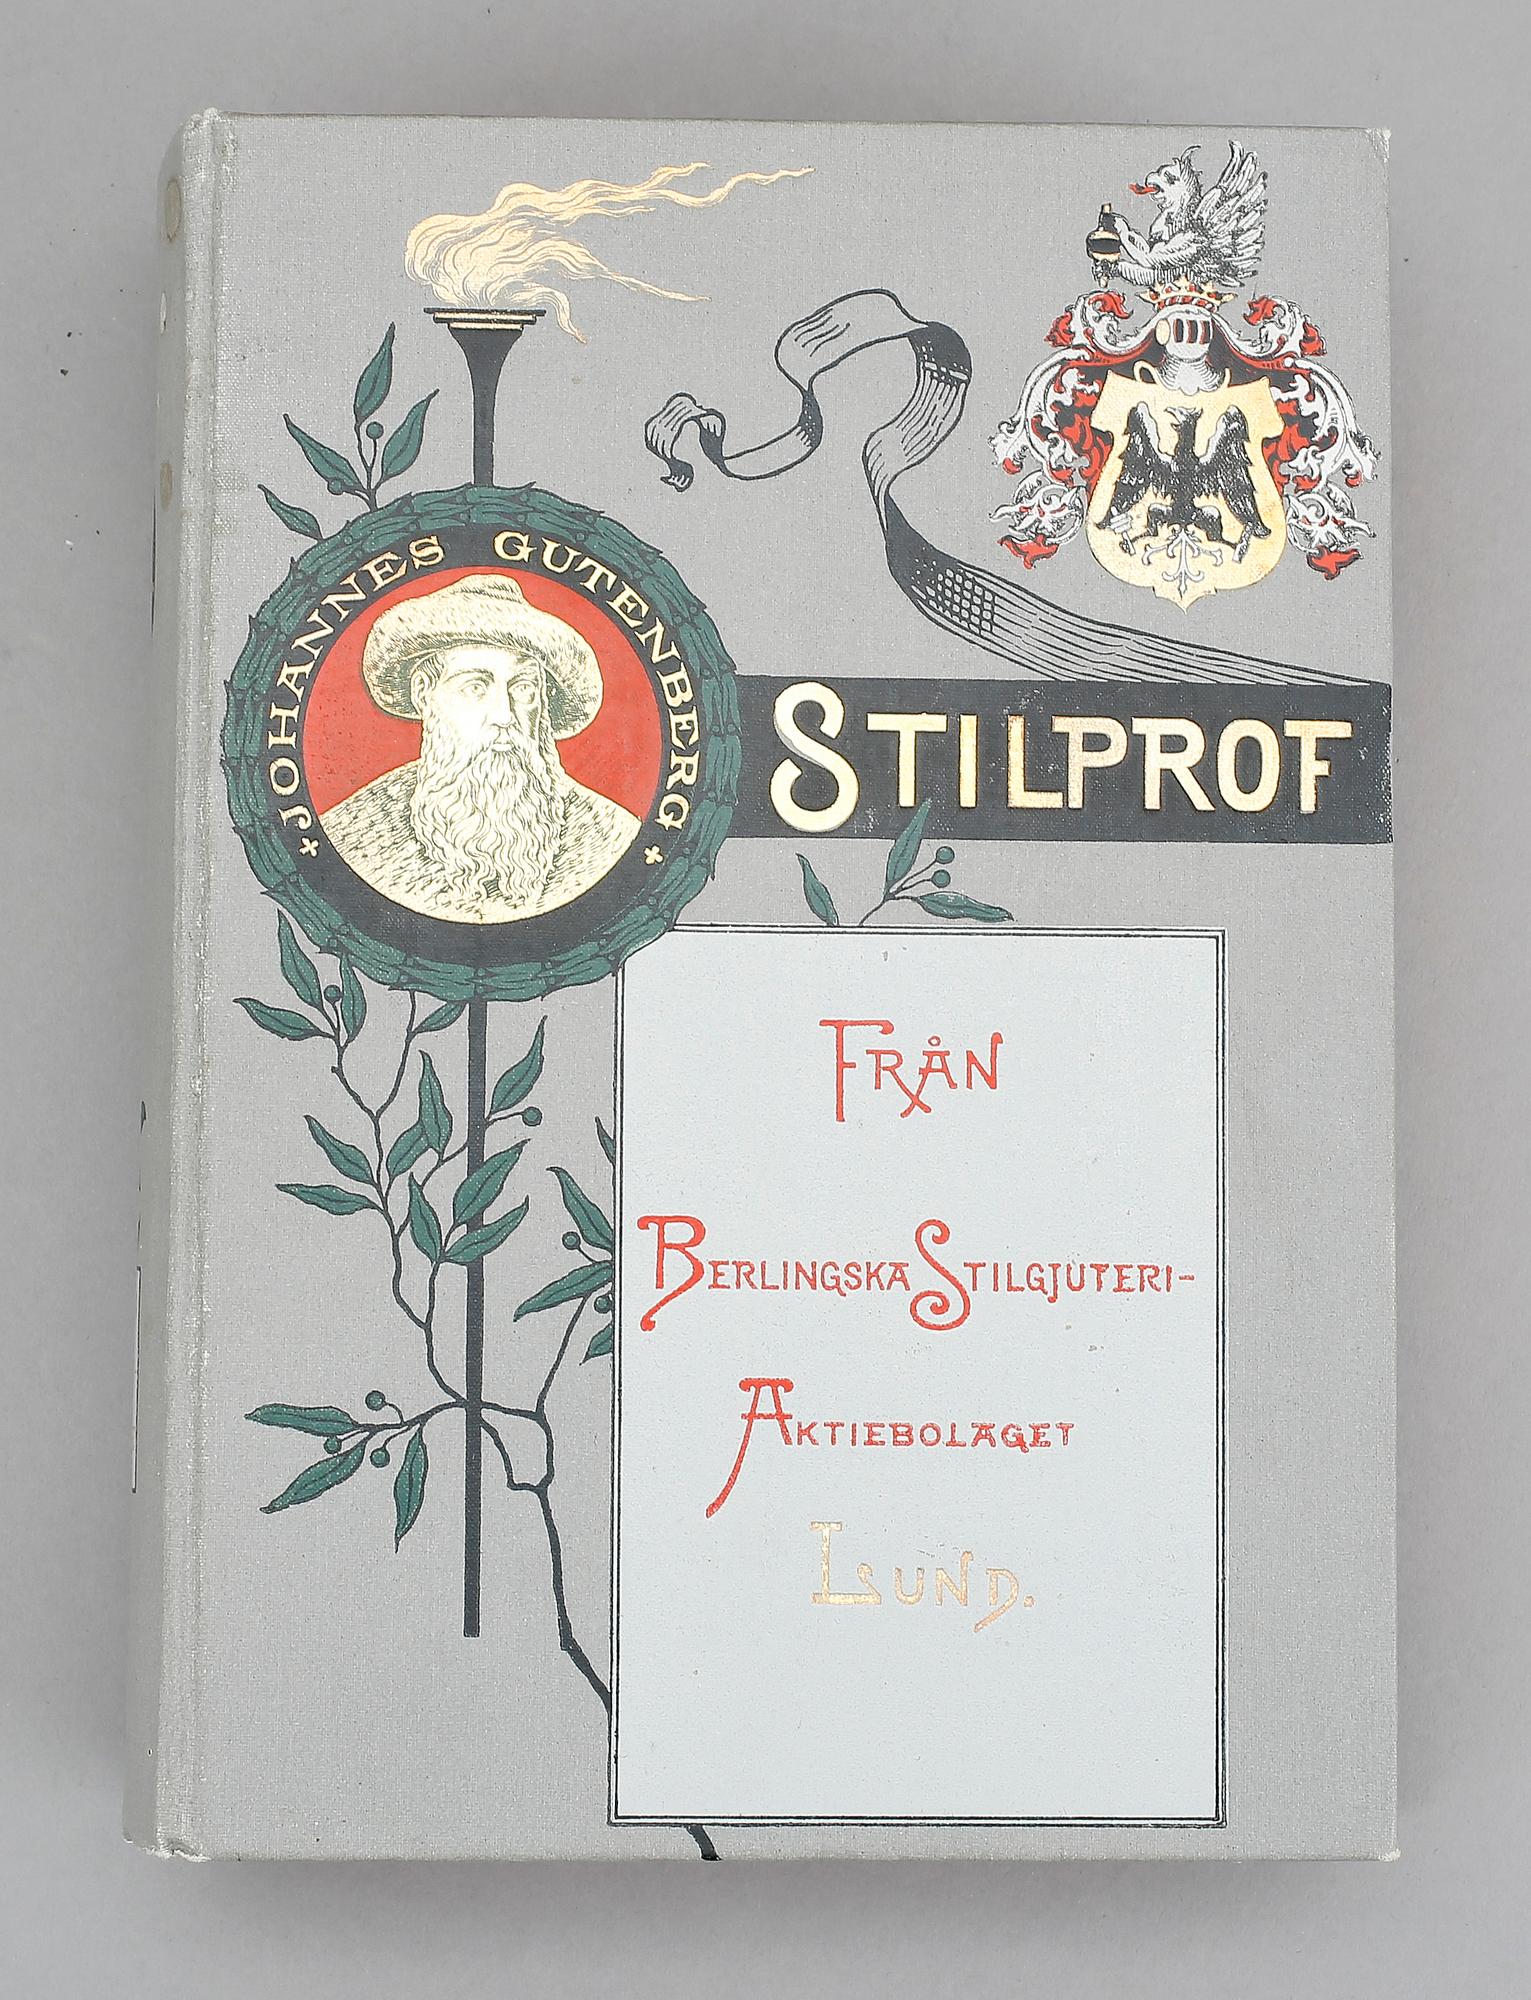 JOHANNES GUTENBERG
STILPROF
FRÅN
BERLINGSKA STILGJUTERI-
AKTIEBOLAGET
LUND.